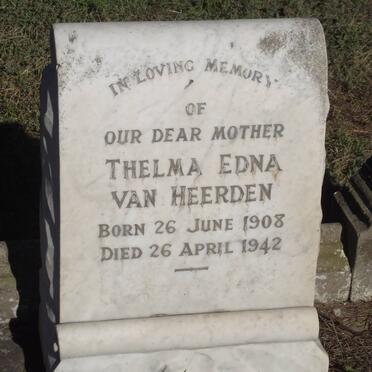 IN LOVING MEMORY
OF
OUR DEAR MOTHER
THELMA EDNA
VAN HEERDEN
BORN 26 JUNE 1908
DIED 26 APRIL 1942